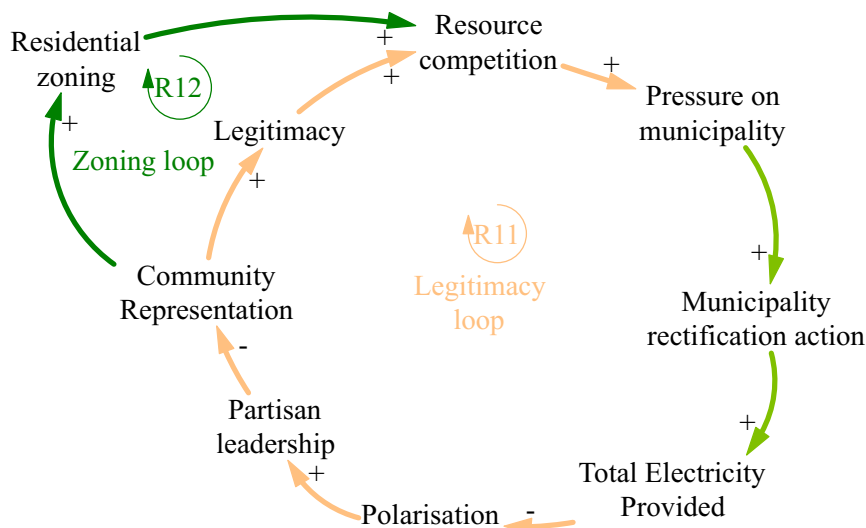 Residential
zoning
+
R12
Zoning loop
+
Resource
competition
+
+
Pressure on
municipality
Legitimacy
+
R11
Legitimacy
loop
Community
Representation
+
Municipality
rectification action
-
Partisan
leadership
+
+
Total Electricity
Provided
-
Polarisation